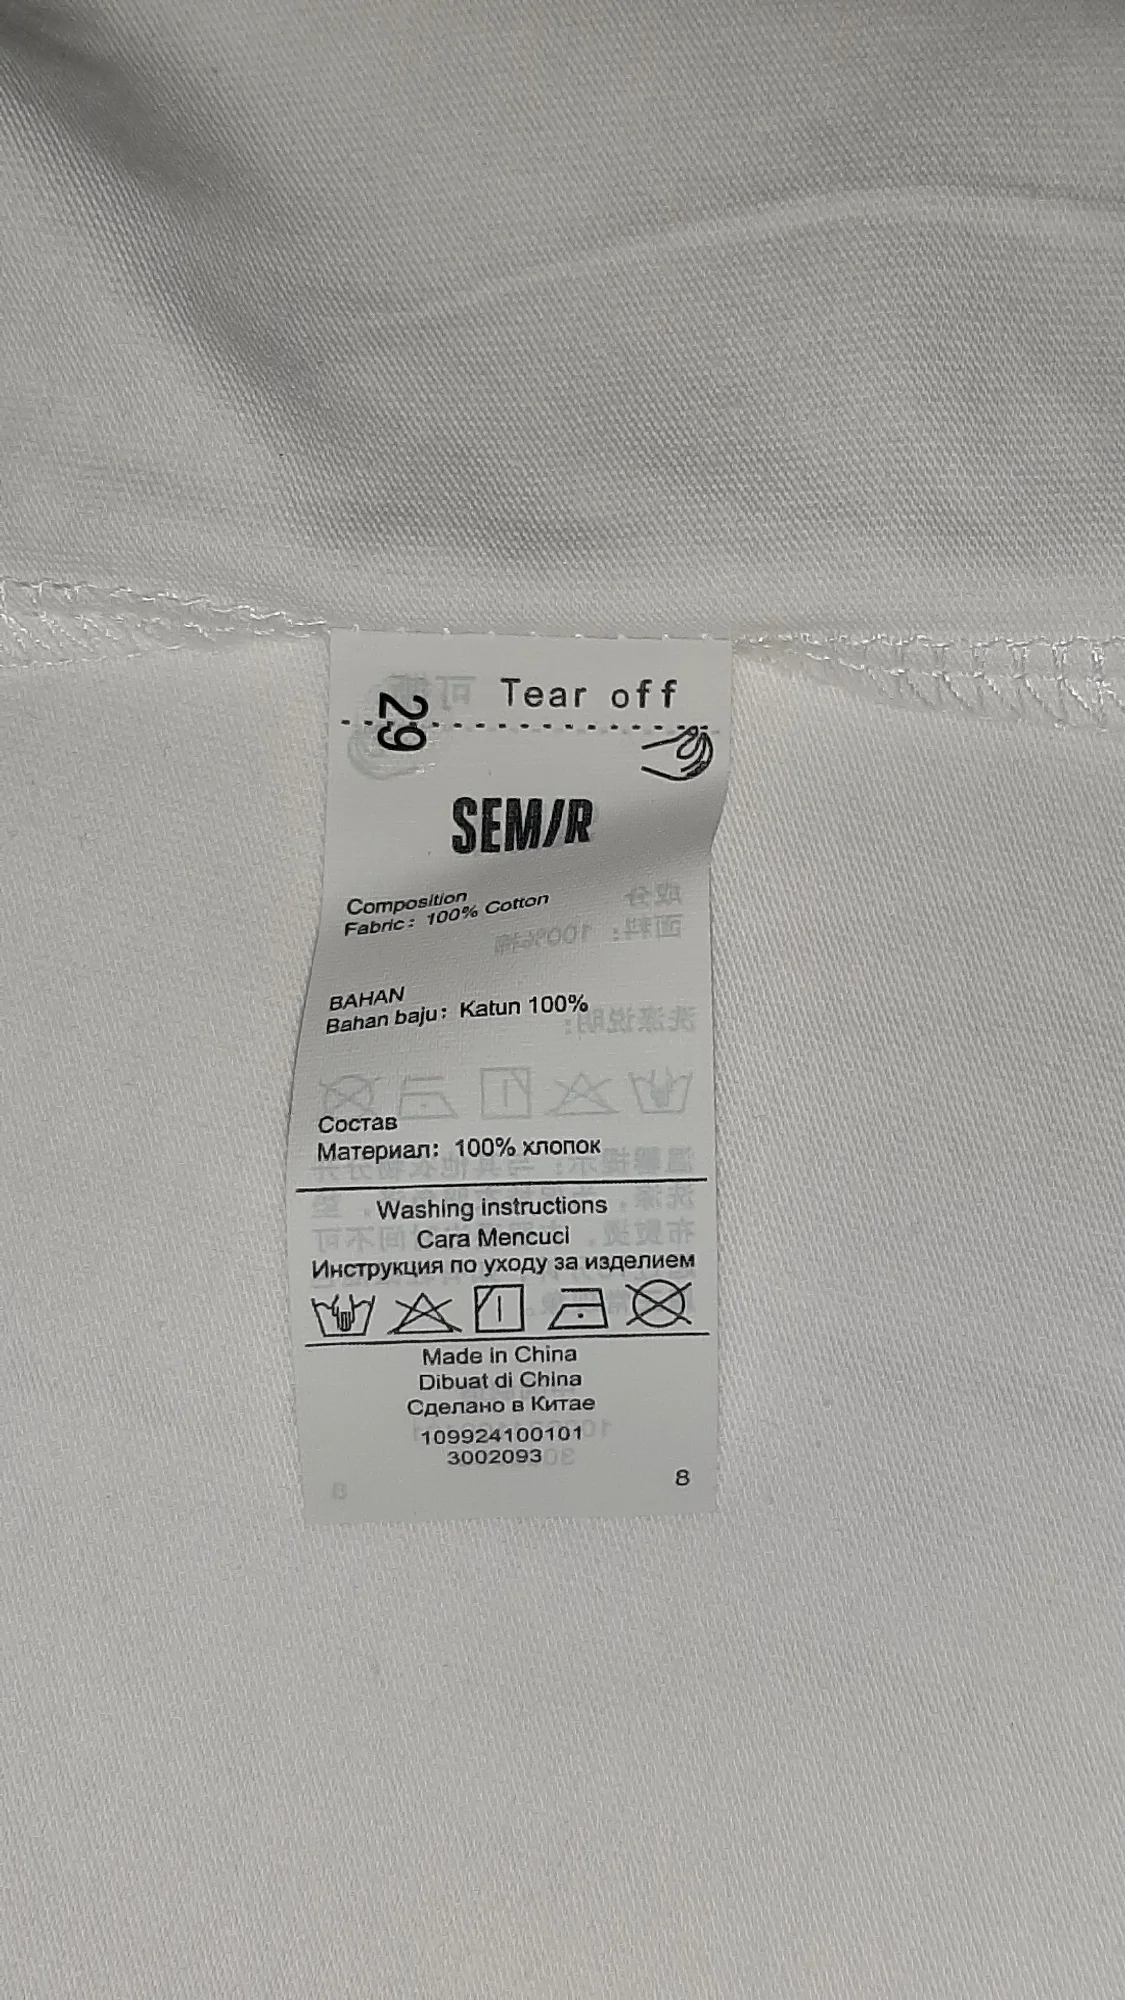 Tear off
29
SEM/R
Composition
Fabric: 100% Cotton
BAHAN
Bahan baju: Katun 100%
Состав
Материал: 100% хлопок
Washing instructions
Cara Mencuci
Инструкция по уходу за изделием
Made in China
Dibuat di China
Сделано в Китае
109924100101
3002093
8